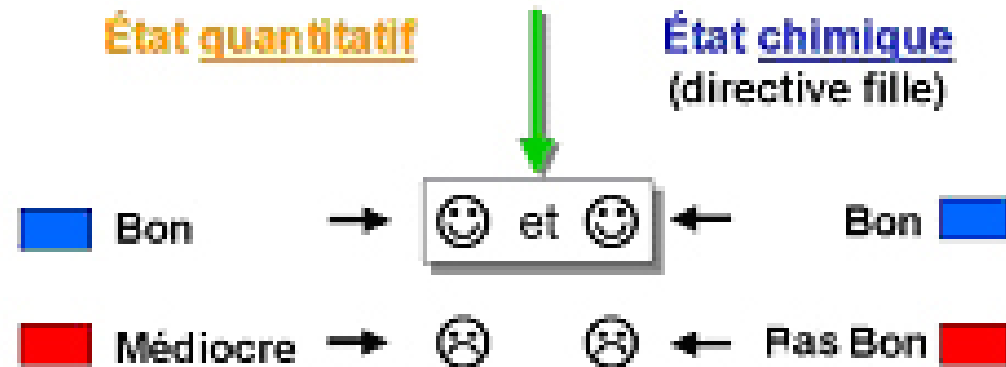 État quantitatif
État chimique
(directive fille)
Bon
et
Bon
Médiocre
Pas Bon